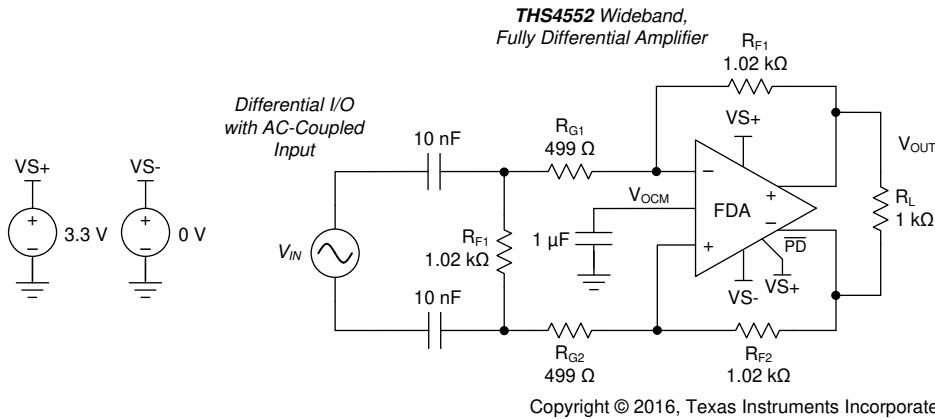 THS4552 Wideband,
Fully Differential Amplifier
RF1
1.02 kΩ
Differential I/O
with AC-Coupled
Input
10 nF
RG1
499 Ω
VS+
VOUT
VS+
VS-
VOCM
−
+
FDA
−
+
RL
1 kΩ
+
−
3.3 V
+
−
0 V
VIN
RF1
1.02 kΩ
1 µF
PD
VS+
VS-
10 nF
RG2
499 Ω
RF2
1.02 kΩ
Copyright © 2016, Texas Instruments Incorporate